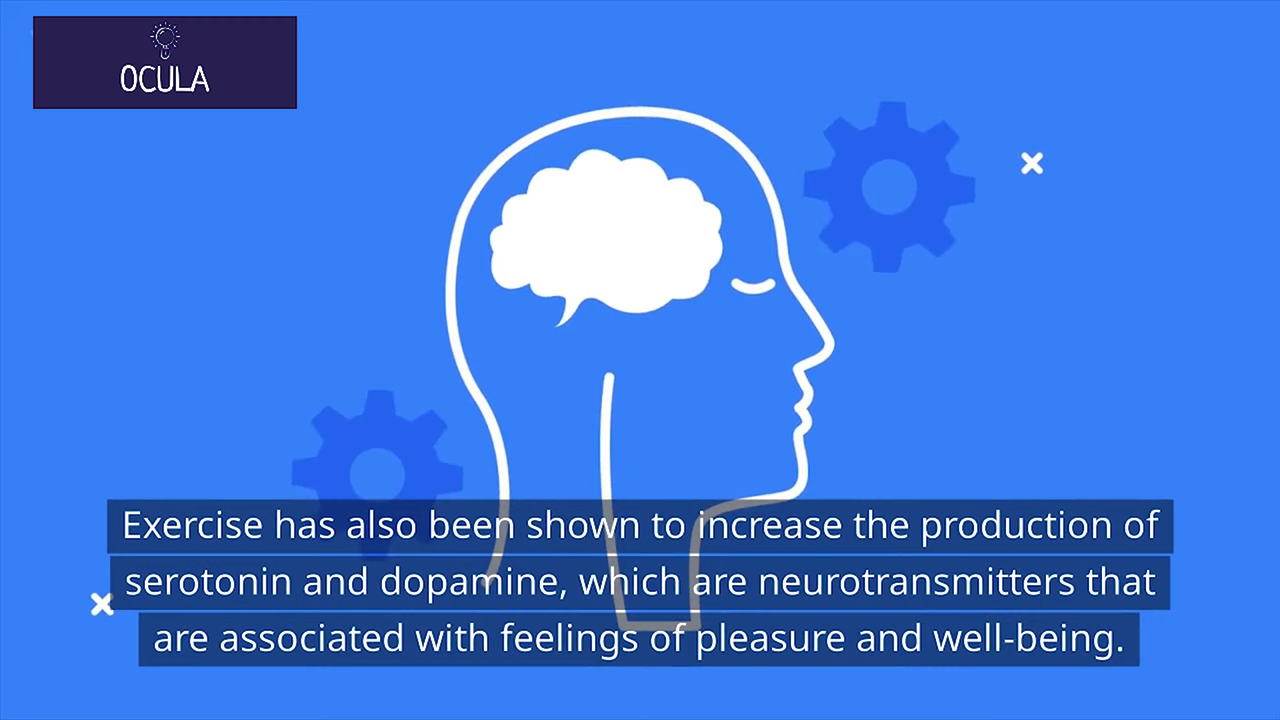 OCULA
Exercise has also been shown to increase the production of
serotonin and dopamine, which are neurotransmitters that
are associated with feelings of pleasure and well-being.